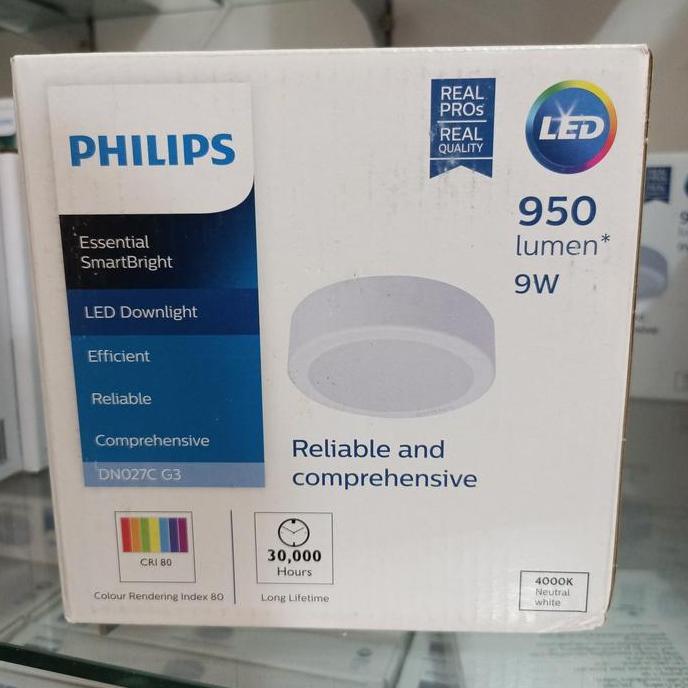 PHILIPS
Essential
SmartBright
LED Downlight
Efficient
Reliable
Comprehensive
DN027C G3
REAL
PROs
REAL
QUALITY
LED
950
lumen*
9W
Reliable and
comprehensive
CRI 80
Colour Rendering Index 80
30,000
Hours
Long Lifetime
4000K
Neutral
white